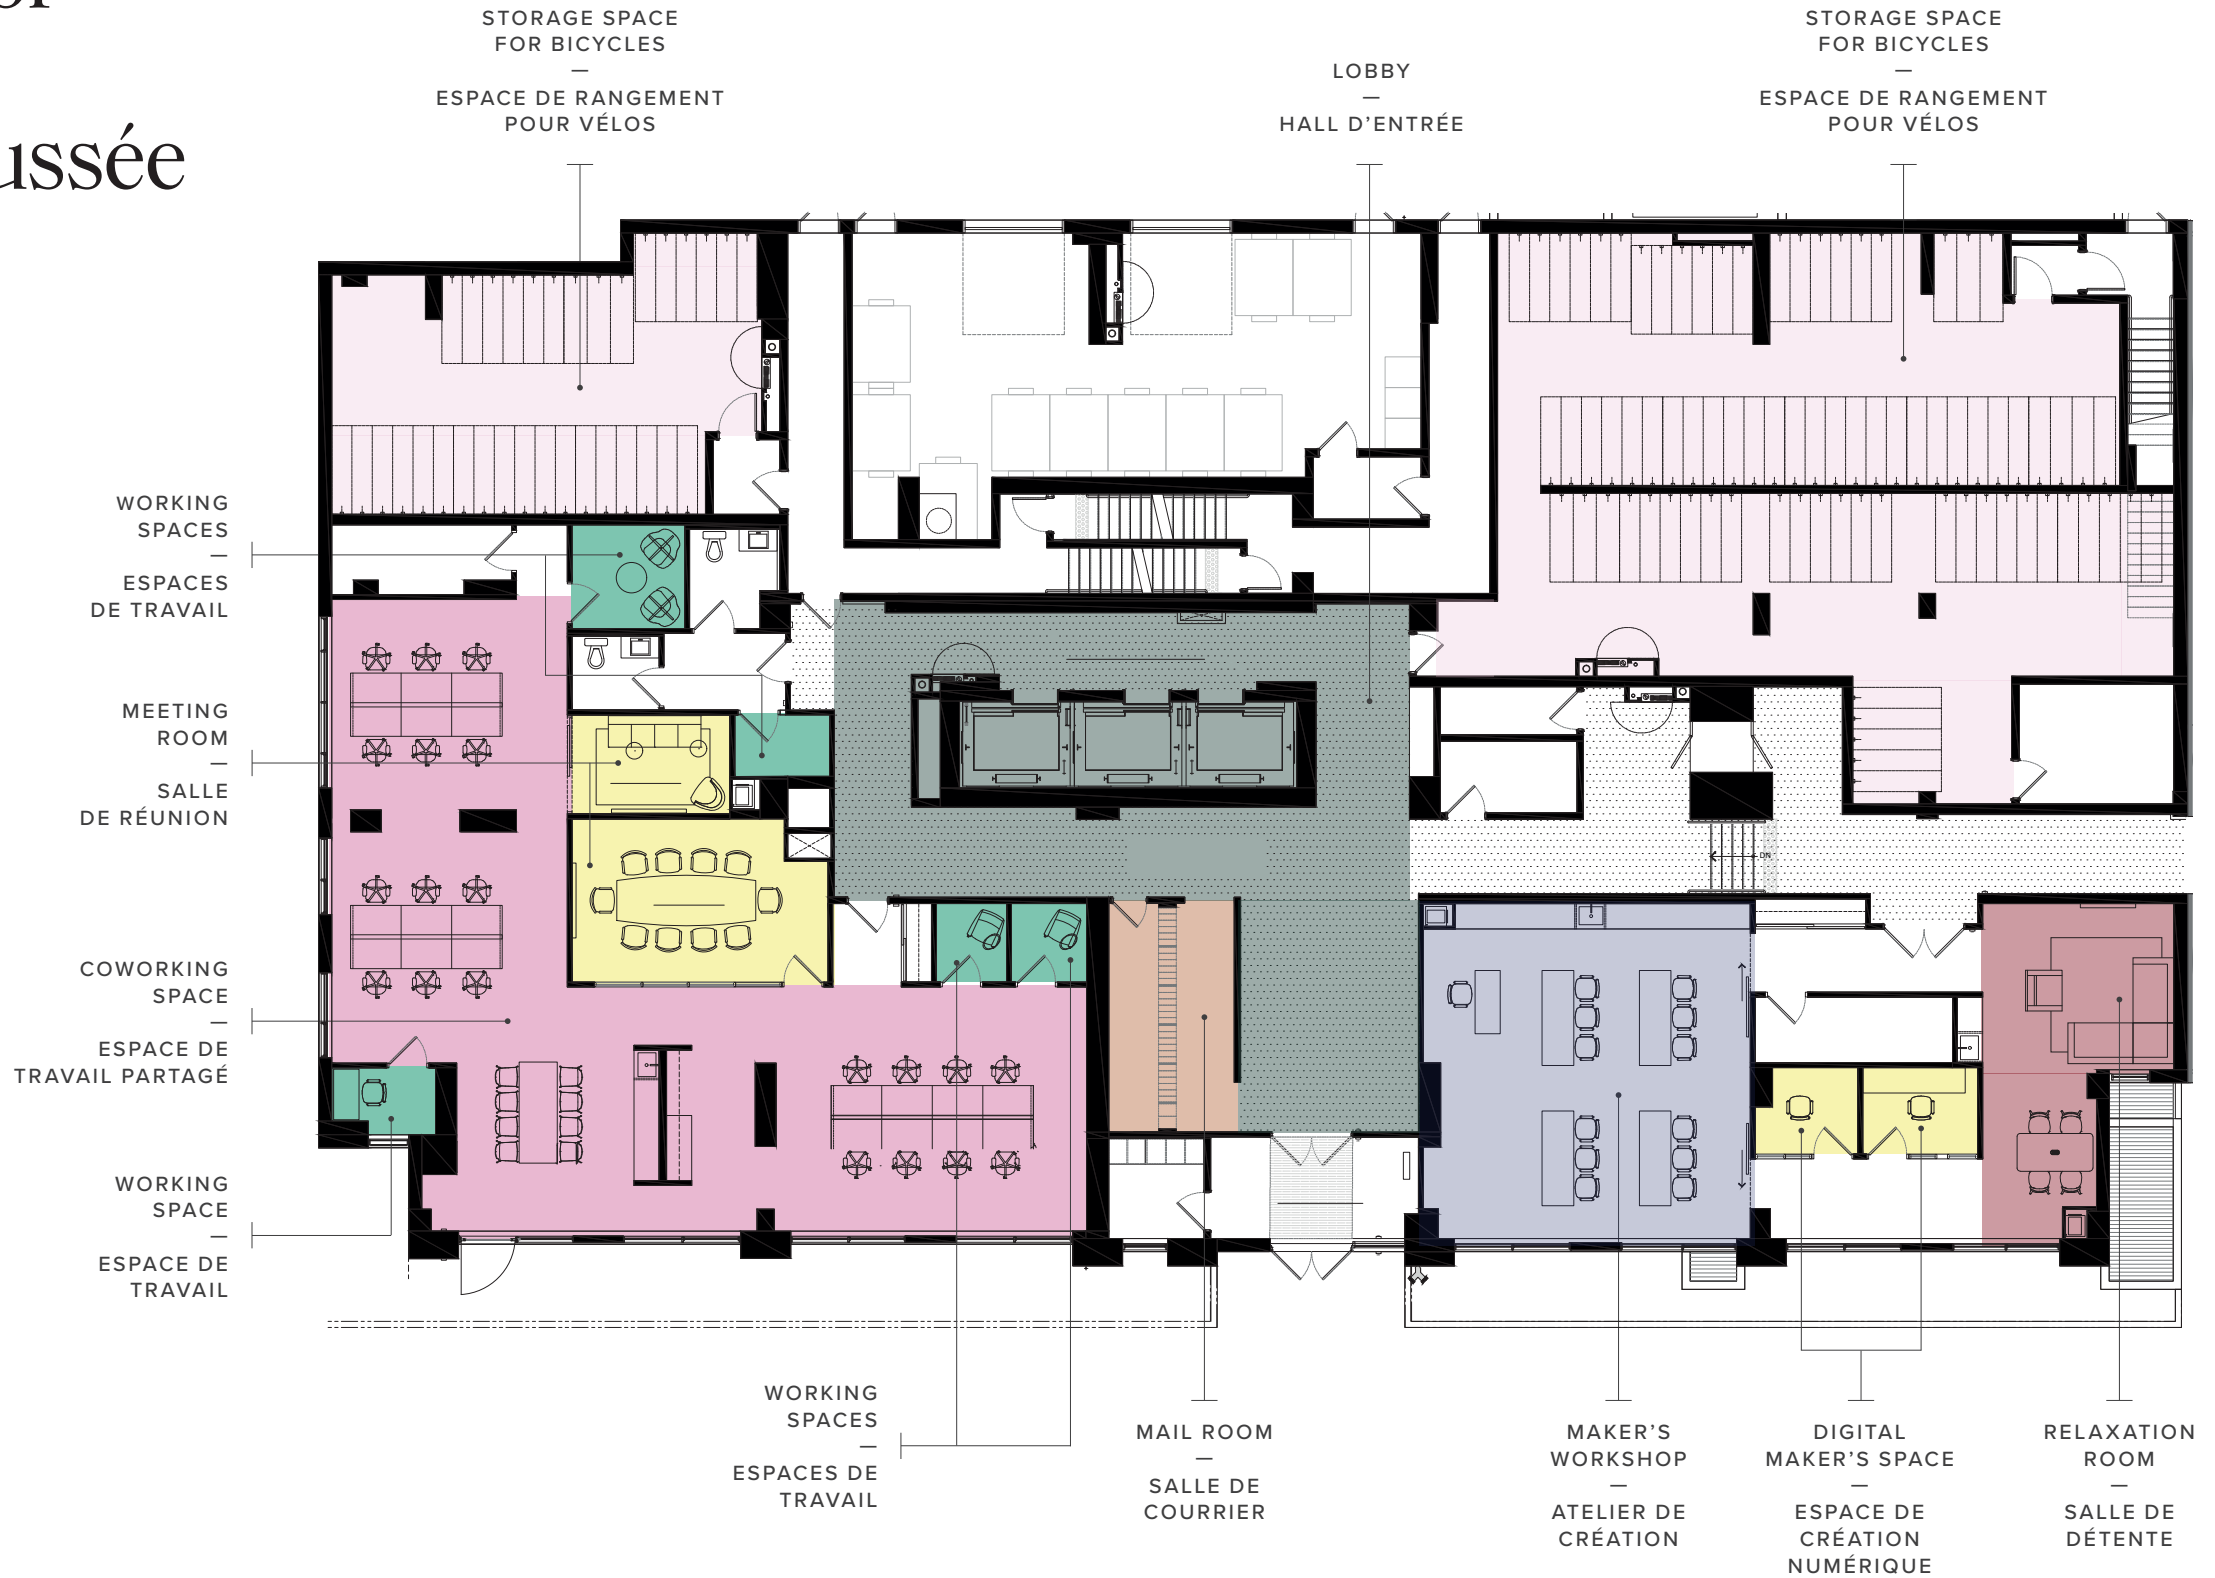 ussée
STORAGE SPACE
FOR BICYCLES
—
ESPACE DE RANGEMENT
POUR VÉLOS
LOBBY
—
HALL D’ENTRÉE
STORAGE SPACE
FOR BICYCLES
—
ESPACE DE RANGEMENT
POUR VÉLOS
WORKING
SPACES
—
ESPACES
DE TRAVAIL
MEETING
ROOM
—
SALLE
DE RÉUNION
COWORKING
SPACE
—
ESPACE DE
TRAVAIL PARTAGÉ
WORKING
SPACE
—
ESPACE DE
TRAVAIL
DN
WORKING
SPACES
—
ESPACES DE
TRAVAIL
MAIL ROOM
—
SALLE DE
COURRIER
MAKER’S
WORKSHOP
—
ATELIER DE
CRÉATION
DIGITAL
MAKER’S SPACE
—
ESPACE DE
CRÉATION
NUMÉRIQUE
RELAXATION
ROOM
—
SALLE DE
DÉTENTE